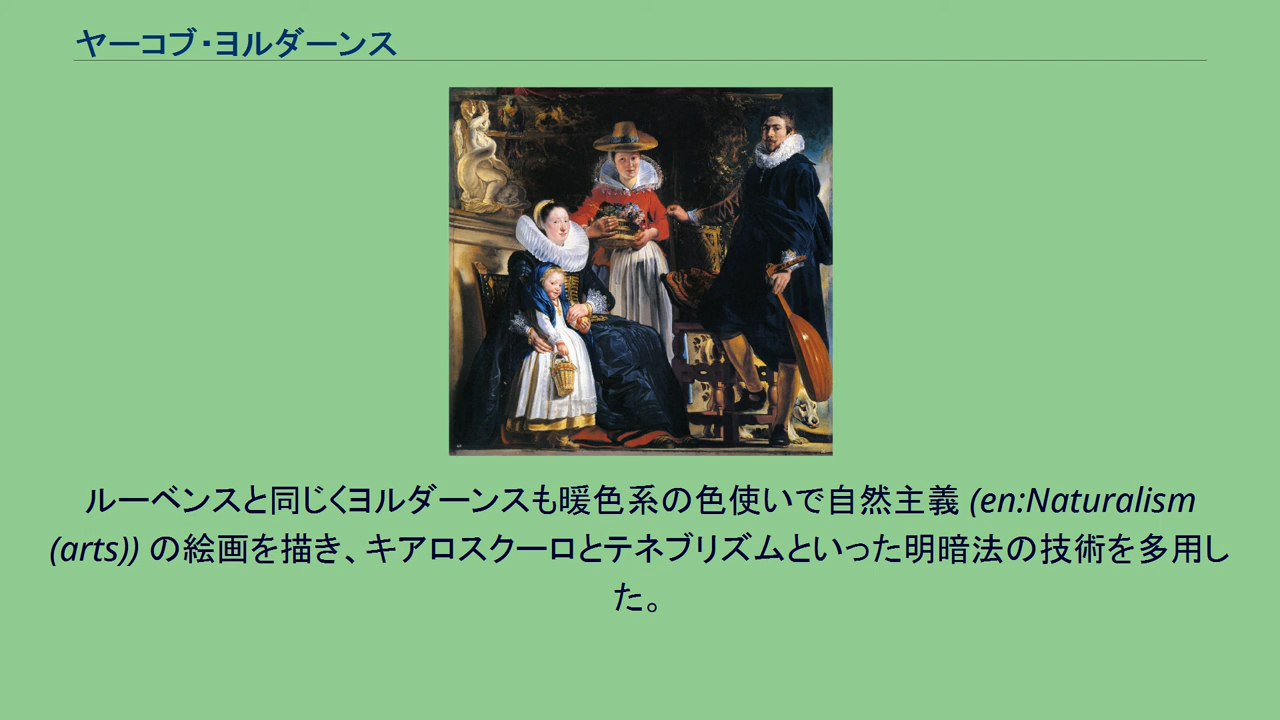 ヤーコブ・ヨルダーンス
ルーベンスと同じくヨルダーンスも暖色系の色使いで自然主義 (en:Naturalism
(arts)) の絵画を描き、キアロスクーロとテネブリズムといった明暗法の技術を多用し
た。